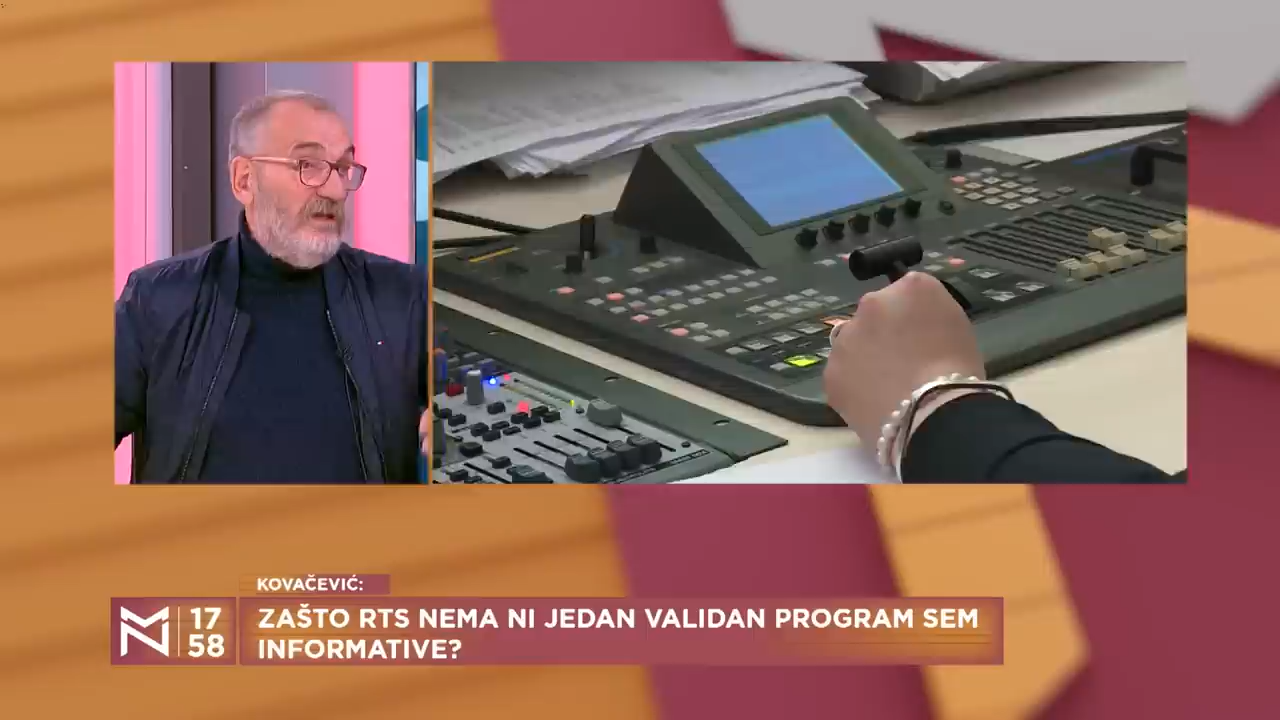 KOVAČEVIĆ:
17
58
ZAŠTO RTS NEMA NI JEDAN VALIDAN PROGRAM SEM
INFORMATIVE?